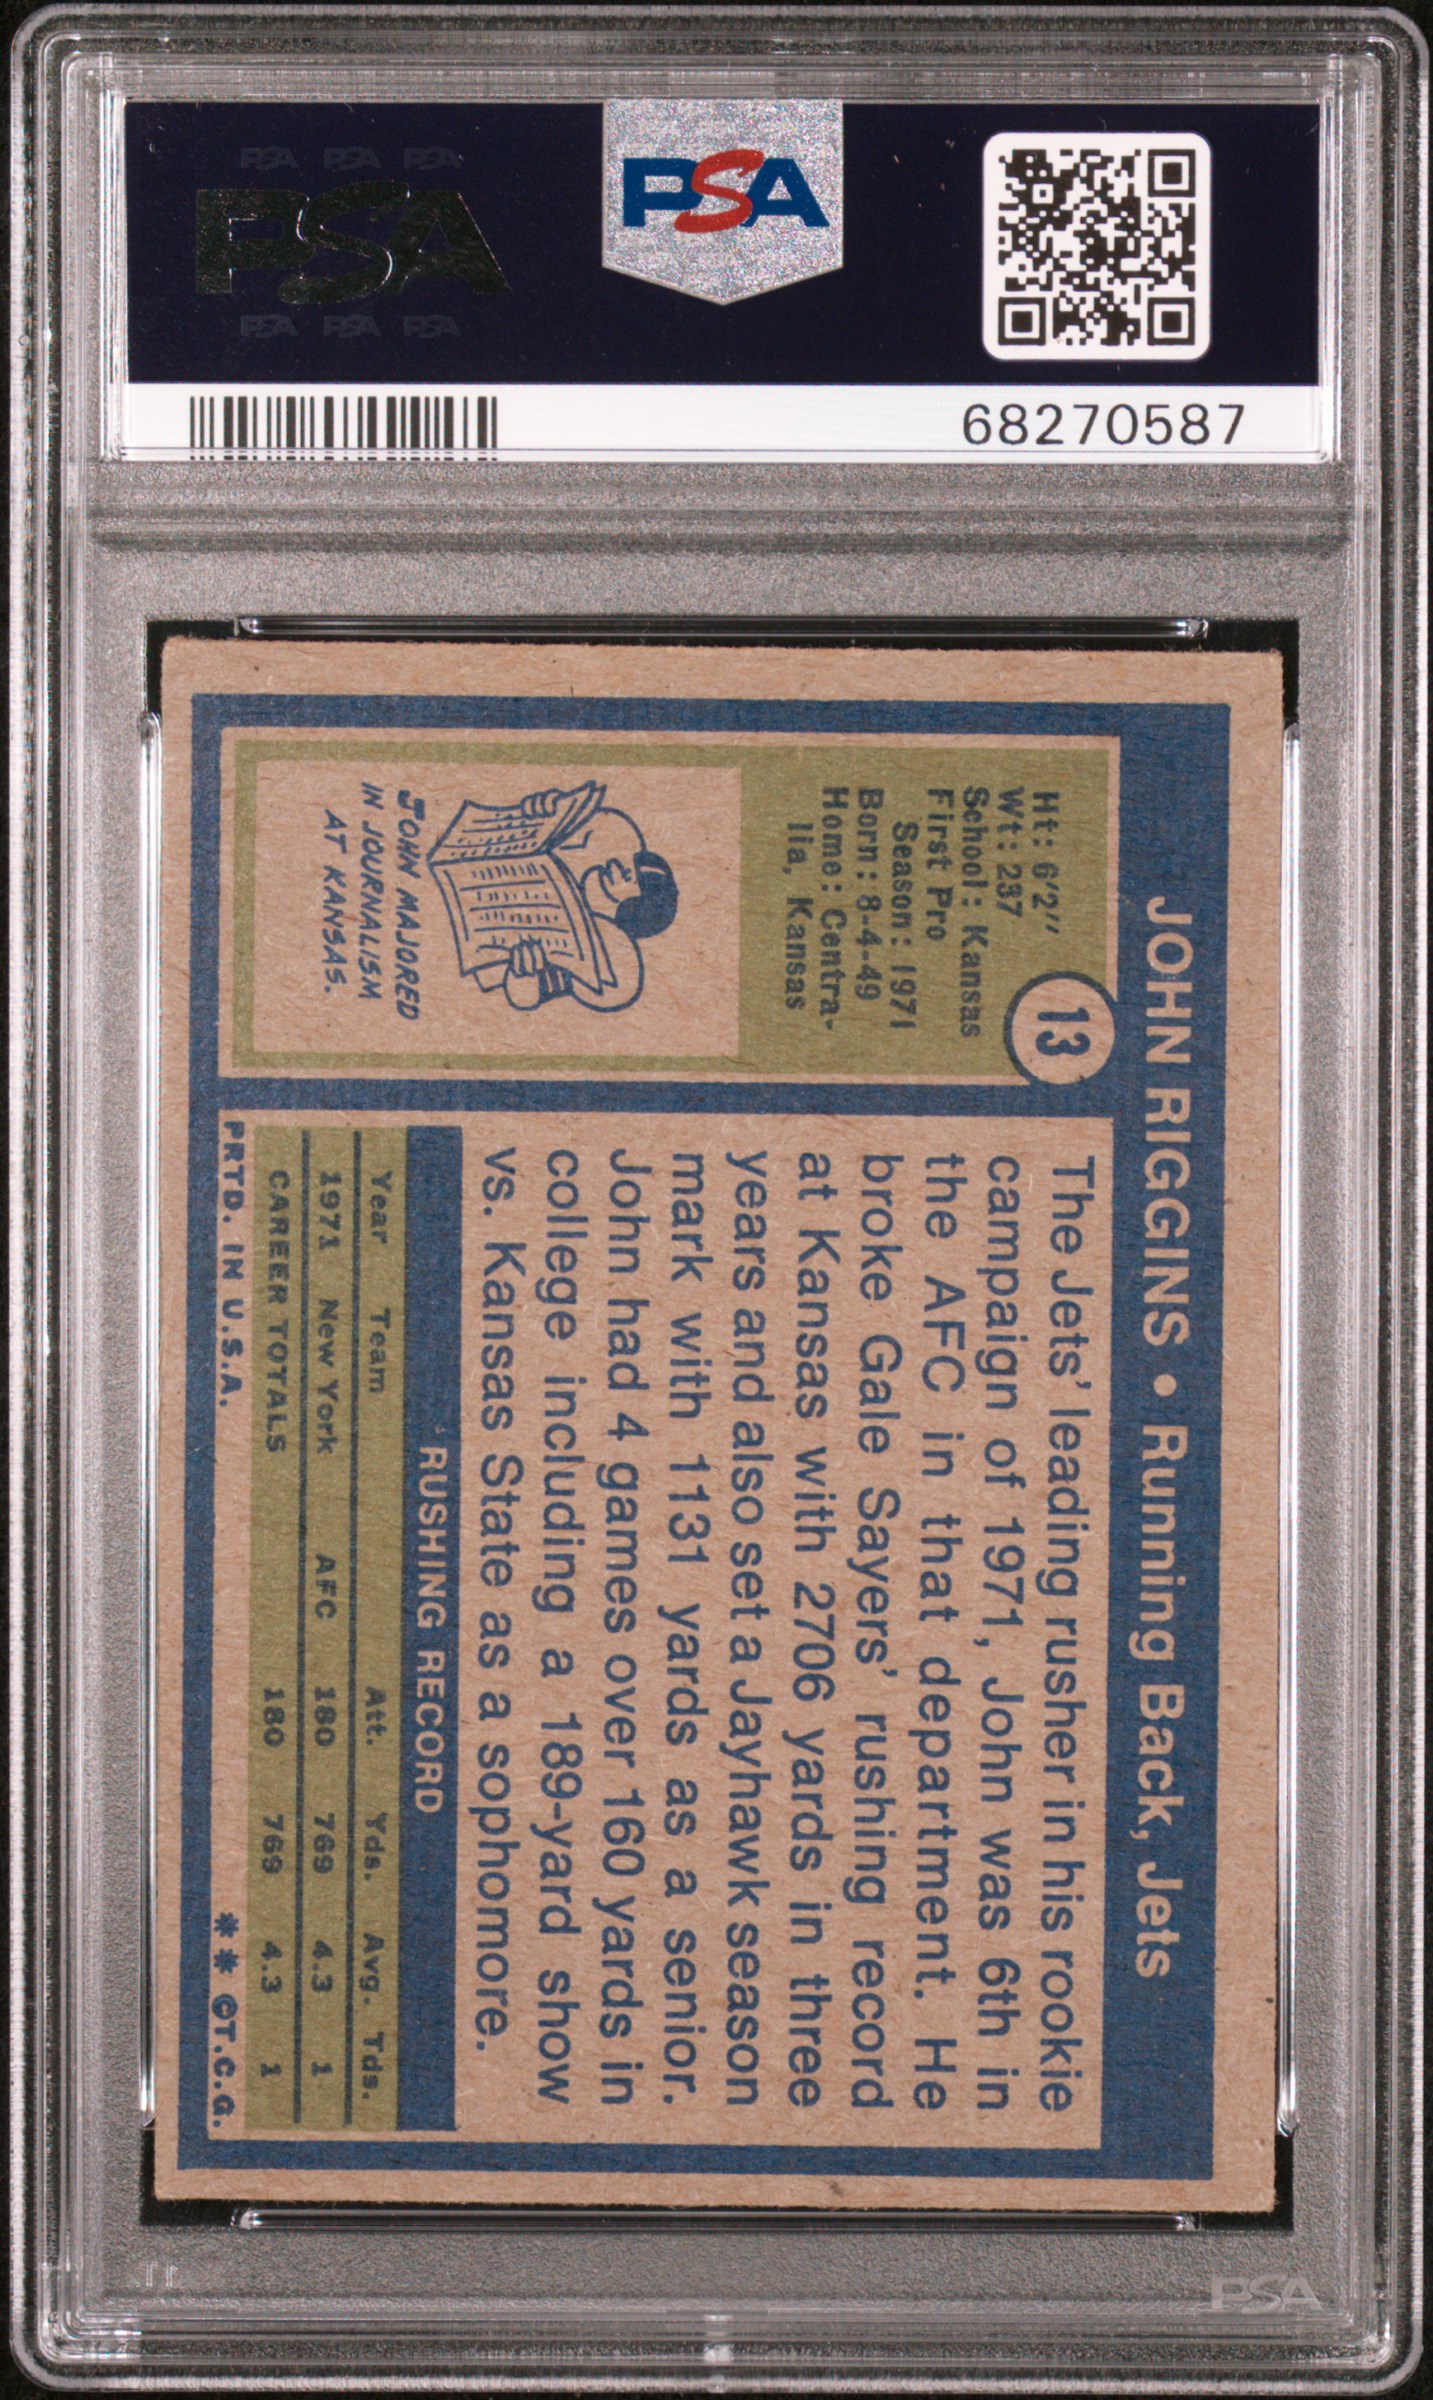 PSA PSA PSA
PSA
PSA PSA PSA
PSA
68270587
JOHN RIGGINS • Running Back, Jets
13
Ht: 6'2"
Wt: 237
School: Kansas
First Pro
Season: 1971
Born: 8-4-49
Home: Centra-
lia, Kansas
JOHN MAJORED
IN JOURNALISM
AT KANSAS.
The Jets' leading rusher in his rookie
campaign of 1971, John was 6th in
the AFC in that department. He
broke Gale Sayers' rushing record
at Kansas with 2706 yards in three
years and also set a Jayhawk season
mark with 1131 yards as a senior.
John had 4 games over 160 yards in
college including a 189-yard show
vs. Kansas State as a sophomore.
RUSHING RECORD
Year Team Att. Yds. Avg. Tds.
1971 New York AFC 180 769 4.3 1
CAREER TOTALS 180 769 4.3 1
PRTD. IN U.S.A. ** ©T.C.G.
PSA